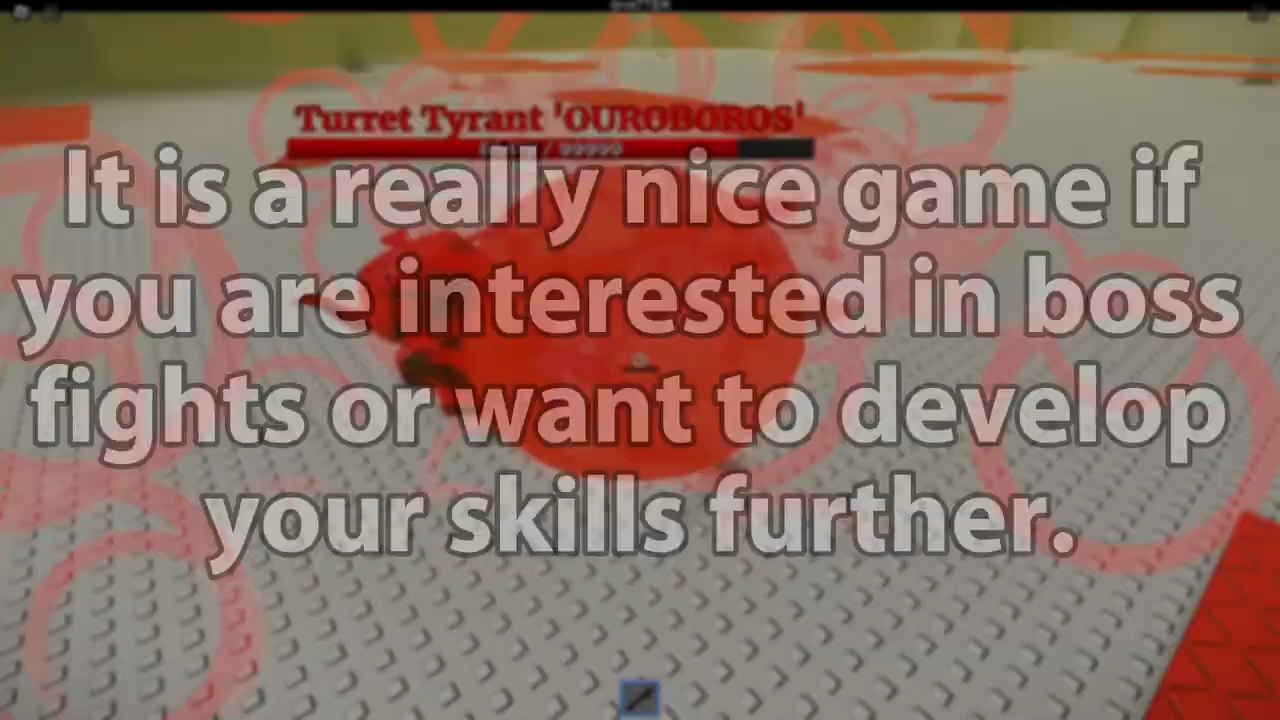 Turret Tyrant 'OUROBOROS'
/ 99999
It is a really nice game if
you are interested in boss
fights or want to develop
your skills further.